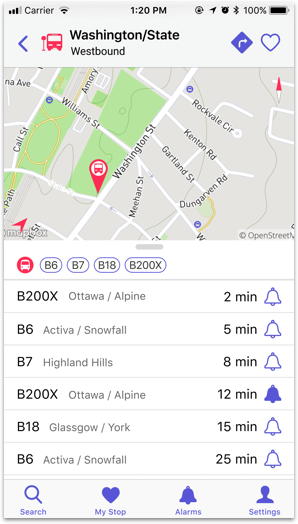 Carrier 1:20 PM 100%
Washington/State
Westbound
Amory
na Ave
Williams St
Call St
Rockvale Cir
Washington St
Kenton Rd
Gartland St
Meehan St
Dungarven Rd
e Path
mapbox
© OpenStreetM
B6 B7 B18 B200X
B200X Ottawa / Alpine 2 min
B6 Activa / Snowfall 5 min
B7 Highland Hills 8 min
B200X Ottawa / Alpine 12 min
B18 Glassgow / York 15 min
B6 Activa / Snowfall 25 min
Search My Stop Alarms Settings